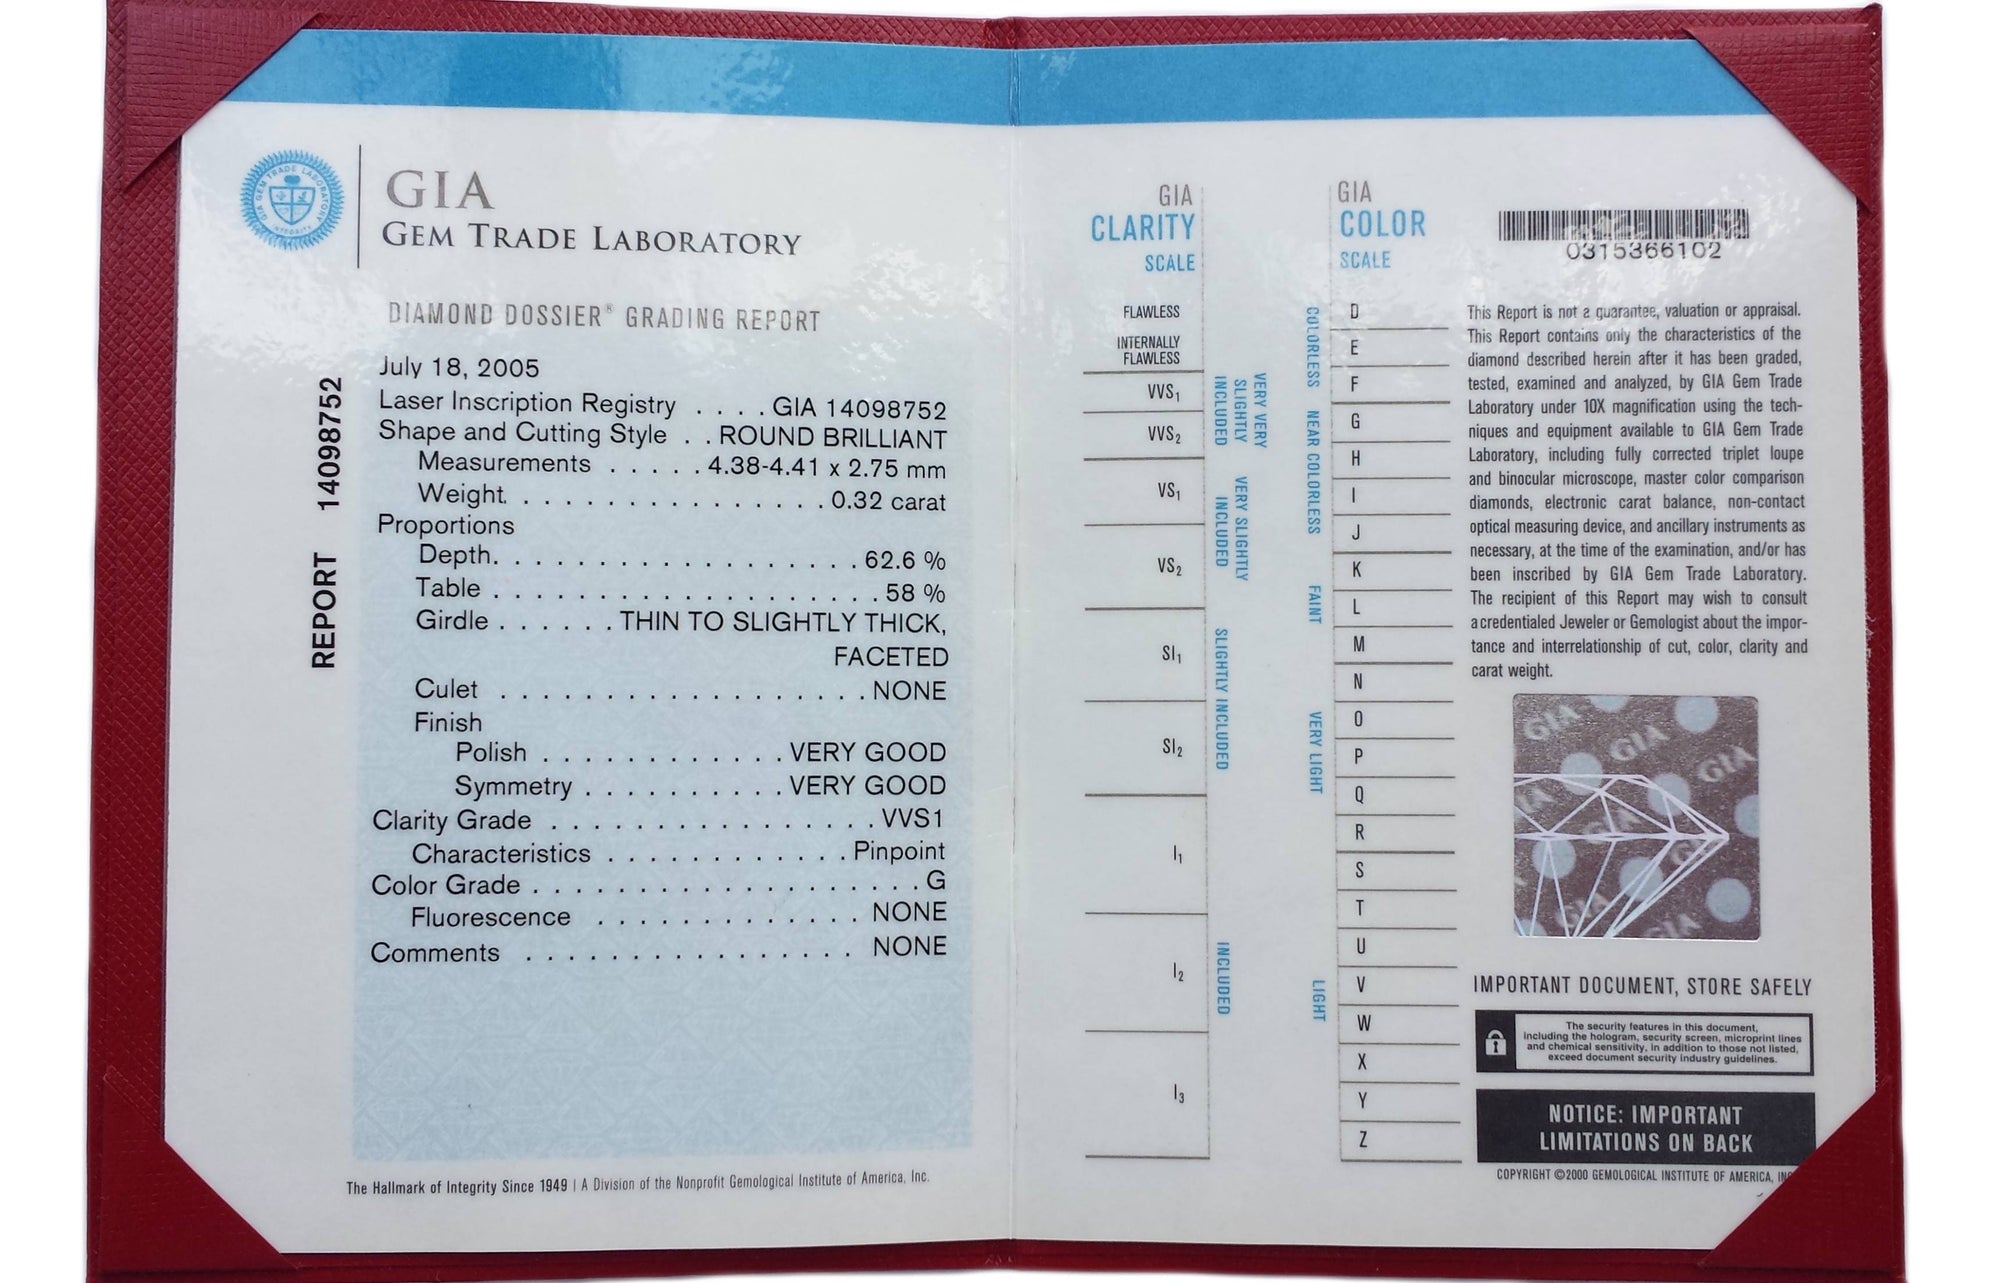 GIA GEM TRADE LABORATORY
INTEGRITY
GIA
GEM TRADE LABORATORY
DIAMOND DOSSIER® GRADING REPORT
REPORT 14098752
July 18, 2005
Laser Inscription Registry . . . . GIA 14098752
Shape and Cutting Style . . ROUND BRILLIANT
Measurements . . . . . 4.38-4.41 x 2.75 mm
Weight. . . . . . . . . . . . . . . . 0.32 carat
Proportions
Depth. . . . . . . . . . . . . . . . . . . 62.6 %
Table . . . . . . . . . . . . . . . . . . . . 58 %
Girdle . . . . . . THIN TO SLIGHTLY THICK,
FACETED
Culet . . . . . . . . . . . . . . . . . . . NONE
Finish
Polish . . . . . . . . . . . . VERY GOOD
Symmetry . . . . . . . . . . VERY GOOD
Clarity Grade . . . . . . . . . . . . . . . . . VVS1
Characteristics . . . . . . . . . . . . Pinpoint
Color Grade . . . . . . . . . . . . . . . . . . . . G
Fluorescence . . . . . . . . . . . . . NONE
Comments . . . . . . . . . . . . . . . . NONE
The Hallmark of Integrity Since 1949 | A Division of the Nonprofit Gemological Institute of America, Inc.
GIA
CLARITY
SCALE
FLAWLESS
INTERNALLY
FLAWLESS
VVS1
VVS2
VS1
VS2
SI1
SI2
I1
I2
I3
VERY VERY
SLIGHTLY
INCLUDED
VERY SLIGHTLY
INCLUDED
SLIGHTLY INCLUDED
INCLUDED
GIA
COLOR
SCALE
COLORLESS
NEAR COLORLESS
FAINT
VERY LIGHT
LIGHT
D
E
F
G
H
I
J
K
L
M
N
O
P
Q
R
S
T
U
V
W
X
Y
Z
0315366102
This Report is not a guarantee, valuation or appraisal.
This Report contains only the characteristics of the
diamond described herein after it has been graded,
tested, examined and analyzed, by GIA Gem Trade
Laboratory under 10X magnification using the tech-
niques and equipment available to GIA Gem Trade
Laboratory, including fully corrected triplet loupe
and binocular microscope, master color comparison
diamonds, electronic carat balance, non-contact
optical measuring device, and ancillary instruments as
necessary, at the time of the examination, and/or has
been inscribed by GIA Gem Trade Laboratory.
The recipient of this Report may wish to consult
a credentialed Jeweler or Gemologist about the impor-
tance and interrelationship of cut, color, clarity and
carat weight.
GIA
GIA
GIA
GIA
GIA
GIA
GIA
GIA
IMPORTANT DOCUMENT, STORE SAFELY
The security features in this document,
including the hologram, security screen, microprint lines
and chemical sensitivity, in addition to those not listed,
exceed document security industry guidelines.
NOTICE: IMPORTANT
LIMITATIONS ON BACK
COPYRIGHT ©2000 GEMOLOGICAL INSTITUTE OF AMERICA, IN